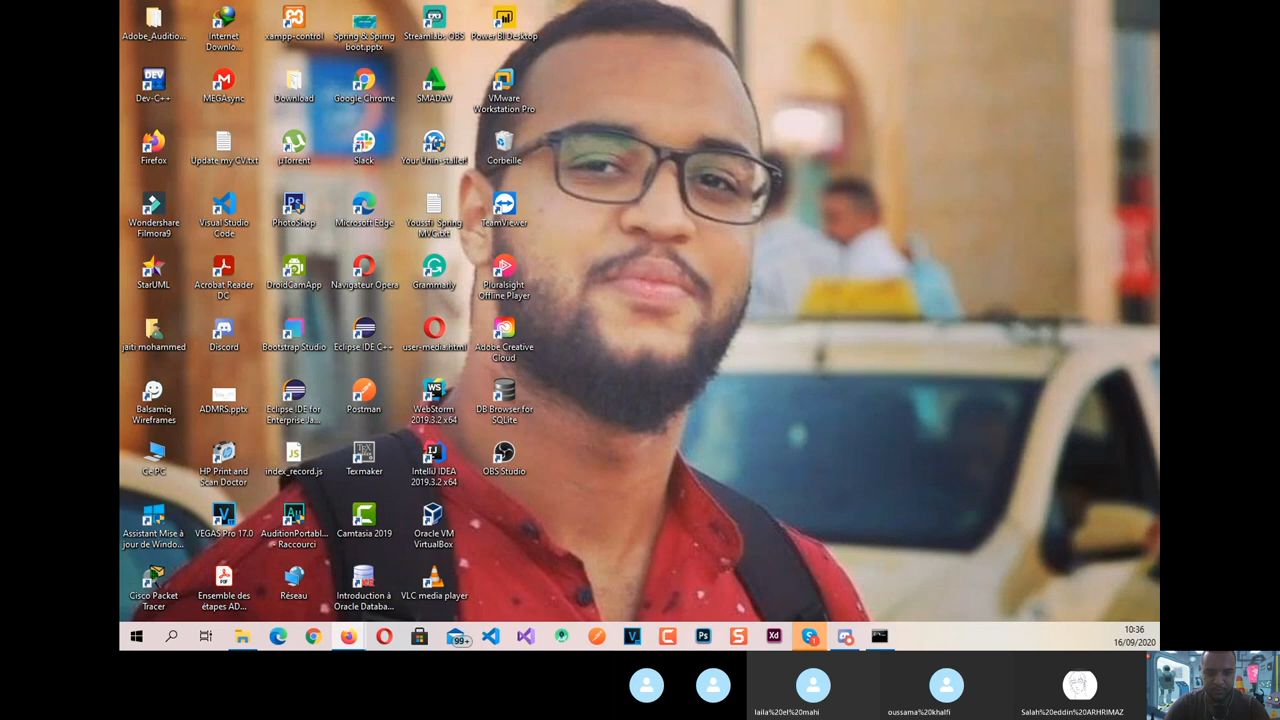 Adobe_Auditio...
Internet
Downlo...
xampp-control
Spring & Spirng
boot.pptx
Streamlabs OBS
Power BI Desktop
Dev-C++
MEGAsync
Download
Google Chrome
SMADΔV
VMware
Workstation Pro
Firefox
Update my CV.txt
µTorrent
Slack
Your Unin-staller!
Corbeille
Wondershare
Filmora9
Visual Studio
Code
PhotoShop
Microsoft Edge
Youssfi Spring
MVC.txt
TeamViewer
StarUML
Acrobat Reader
DC
DroidCamApp
Navigateur Opera
Grammarly
Pluralsight
Offline Player
jaiti mohammed
Discord
Bootstrap Studio
Eclipse IDE C++
user-media.html
Adobe Creative
Cloud
Balsamiq
Wireframes
ADMRS.pptx
Eclipse IDE for
Enterprise Ja...
Postman
WebStorm
2019.3.2 x64
DB Browser for
SQLite
Ce PC
HP Print and
Scan Doctor
index_record.js
Texmaker
IntelliJ IDEA
2019.3.2 x64
OBS Studio
Assistant Mise à
jour de Windo...
VEGAS Pro 17.0
AuditionPortabl...
Raccourci
Camtasia 2019
Oracle VM
VirtualBox
Cisco Packet
Tracer
Ensemble des
étapes AD...
Réseau
Introduction à
Oracle Databa...
VLC media player
99+
10:36
16/09/2020
laila%20el%20mahi
oussama%20khalfi
Salah%20eddin%20ARHRIMAZ